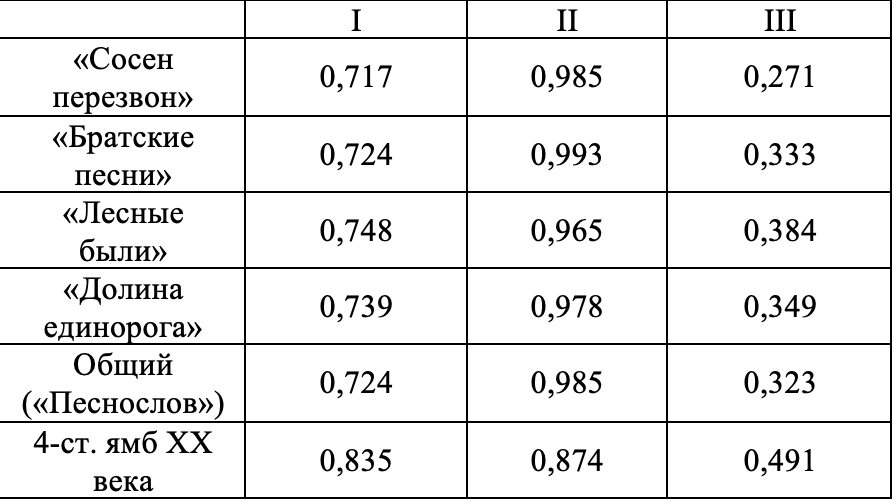 I II III
«Сосен
перезвон» 0,717 0,985 0,271
«Братские
песни» 0,724 0,993 0,333
«Лесные
были» 0,748 0,965 0,384
«Долина
единорога» 0,739 0,978 0,349
Общий
(«Песнослов») 0,724 0,985 0,323
4-ст. ямб XX
века 0,835 0,874 0,491